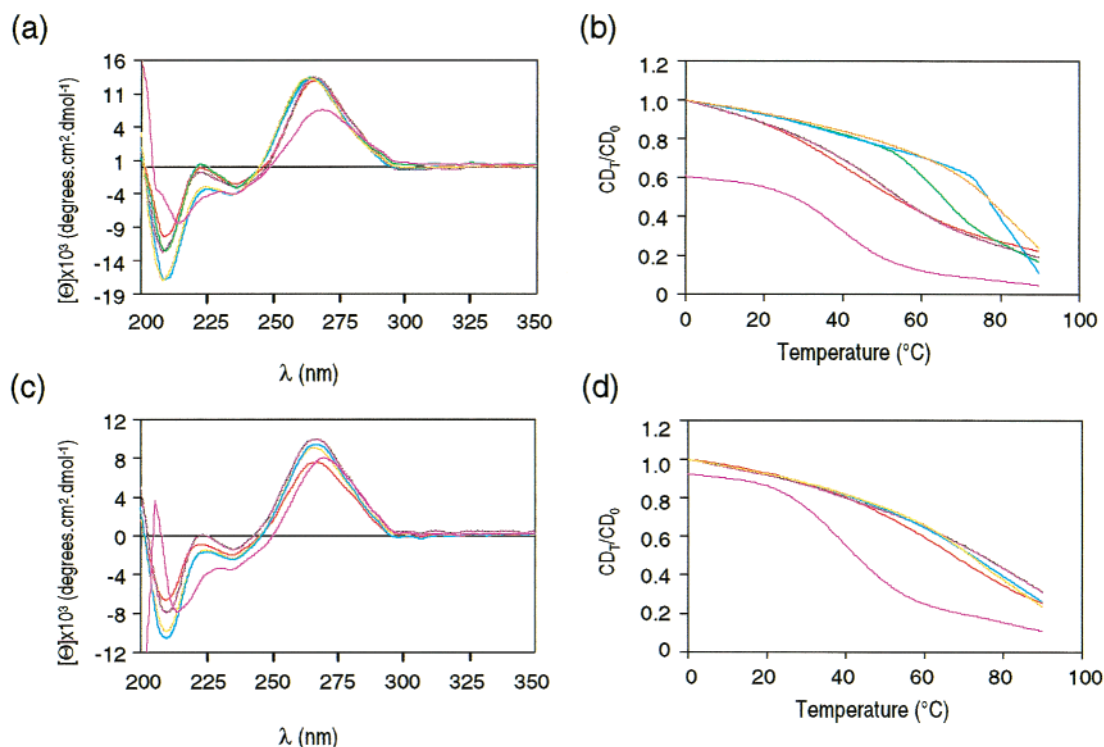 (a)
[Θ]x10³ (degrees.cm².dmol⁻¹)
16
11
4
1
-4
-9
-14
-19
200 225 250 275 300 325 350
λ (nm)
(b)
CD_T/CD_0
1.2
1.0
0.8
0.6
0.4
0.2
0
0 20 40 60 80 100
Temperature (°C)
(c)
[Θ]x10³ (degrees.cm².dmol⁻¹)
12
8
4
0
-4
-8
-12
200 225 250 275 300 325 350
λ (nm)
(d)
CD_T/CD_0
1.2
1.0
0.8
0.6
0.4
0.2
0
0 20 40 60 80 100
Temperature (°C)